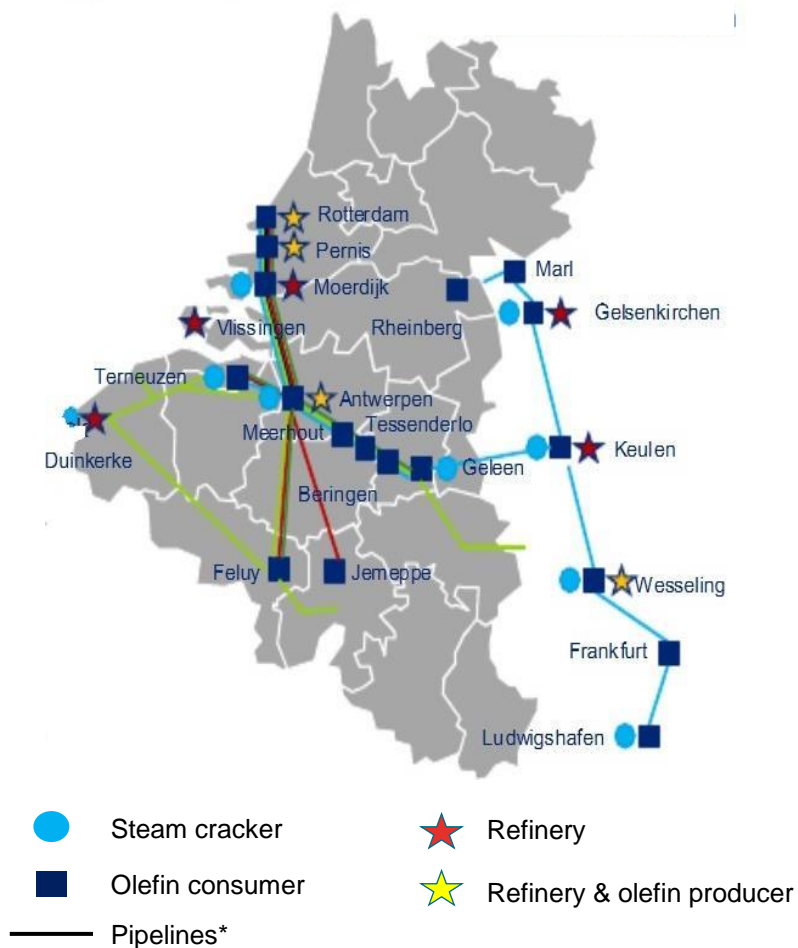 Rotterdam
Pernis
Moerdijk
Marl
Rheinberg
Gelsenkirchen
Vlissingen
Terneuzen
Antwerpen
Meerhout
Tessenderlo
Keulen
Duinkerke
Geleen
Beringen
Feluy
Jemeppe
Wesseling
Frankfurt
Ludwigshafen
Steam cracker
Refinery
Olefin consumer
Refinery & olefin producer
Pipelines*